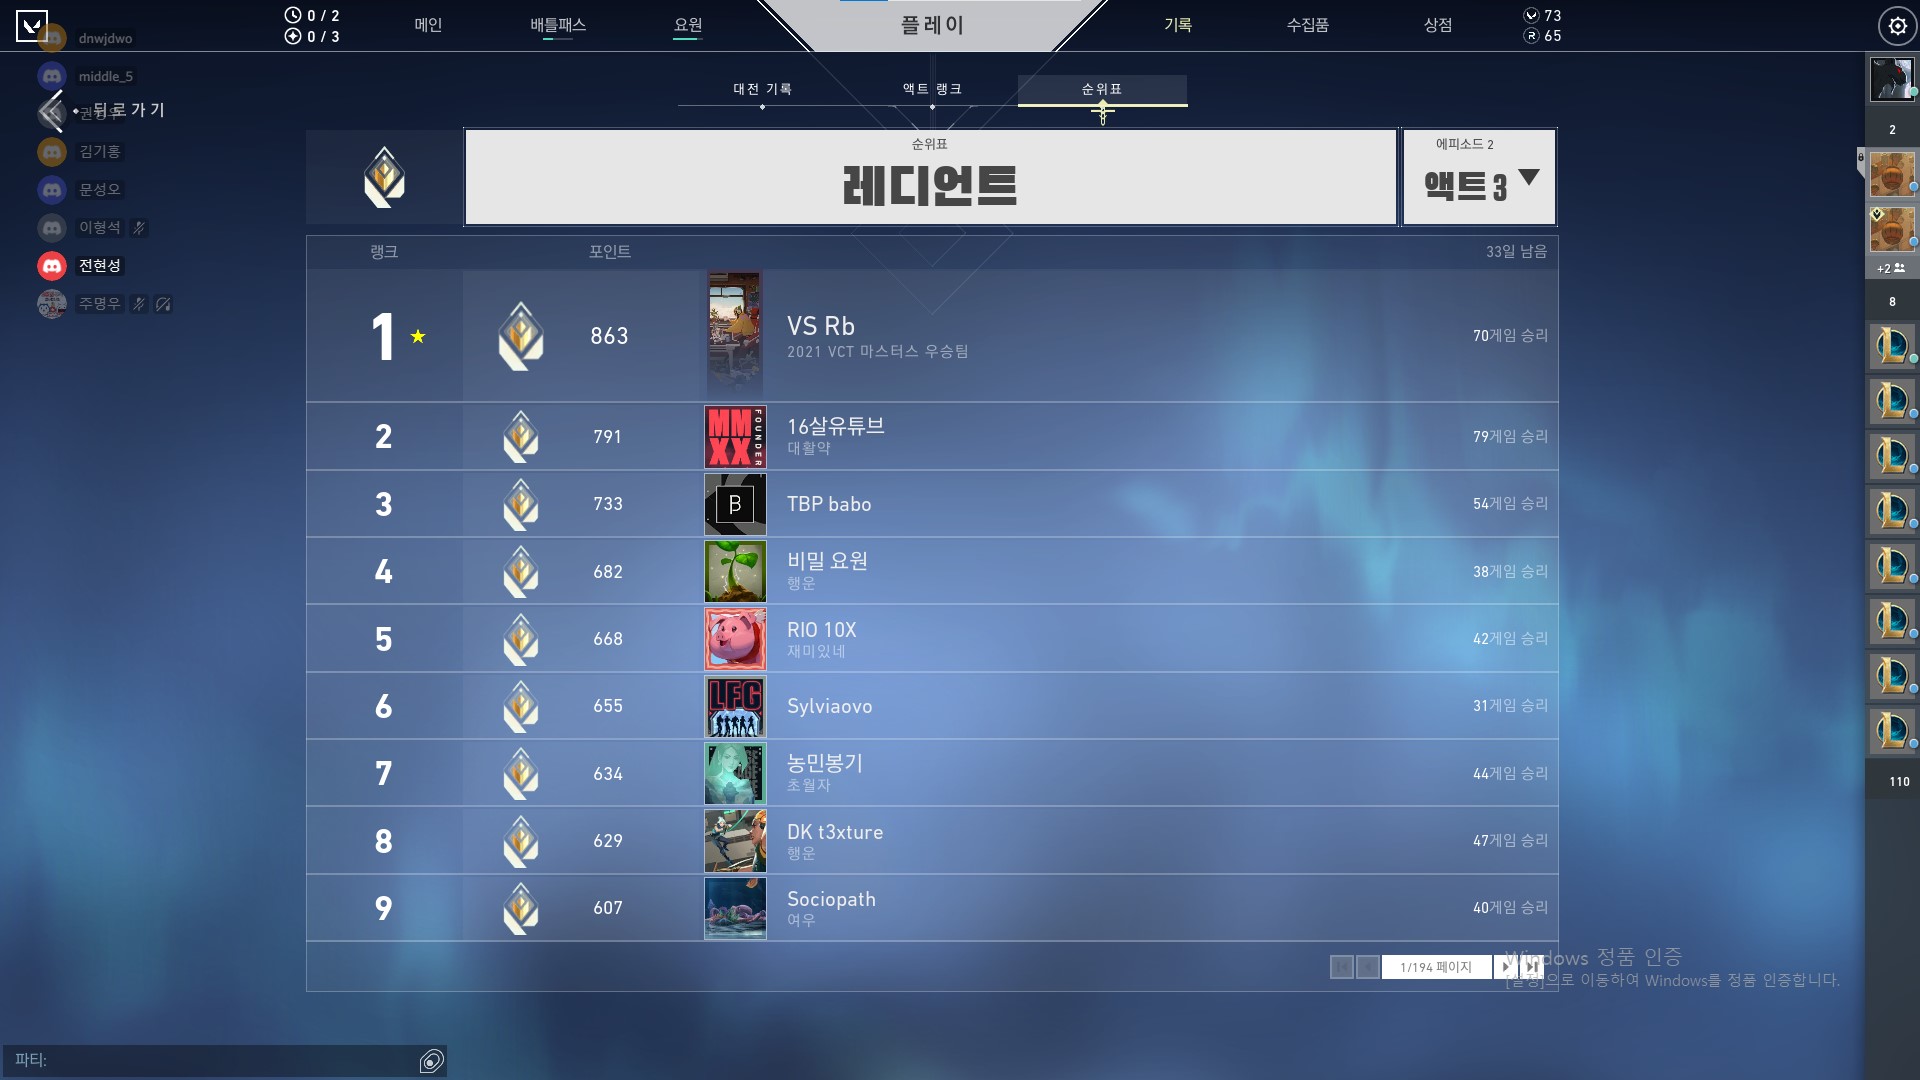 0 / 2
0 / 3
메인
배틀패스
요원
플레이
기록
수집품
상점
73
65
dnwjdwo
middle_5
뒤로가기
김기홍
문성오
이형석
전현성
주명우
대전 기록
액트 랭크
순위표
순위표
레디언트
에피소드 2
액트 3
랭크
포인트
33일 남음
1
863
VS Rb
2021 VCT 마스터스 우승팀
70게임 승리
2
791
MMXX FOUNDER
16살유튜브
대활약
79게임 승리
3
733
β
TBP babo
54게임 승리
4
682
비밀 요원
행운
38게임 승리
5
668
RIO 10X
재미있네
42게임 승리
6
655
LFG
Sylviaovo
31게임 승리
7
634
농민봉기
초월자
44게임 승리
8
629
DK t3xture
행운
47게임 승리
9
607
Sociopath
여우
40게임 승리
1/194 페이지
Windows 정품 인증
[설정]으로 이동하여 Windows를 정품 인증합니다.
파티:
2
+2
8
110